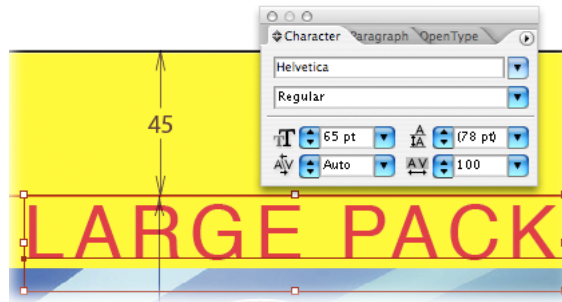 Character Paragraph OpenType
Helvetica
Regular
65 pt (78 pt)
Auto 100
45
LARGE PACK